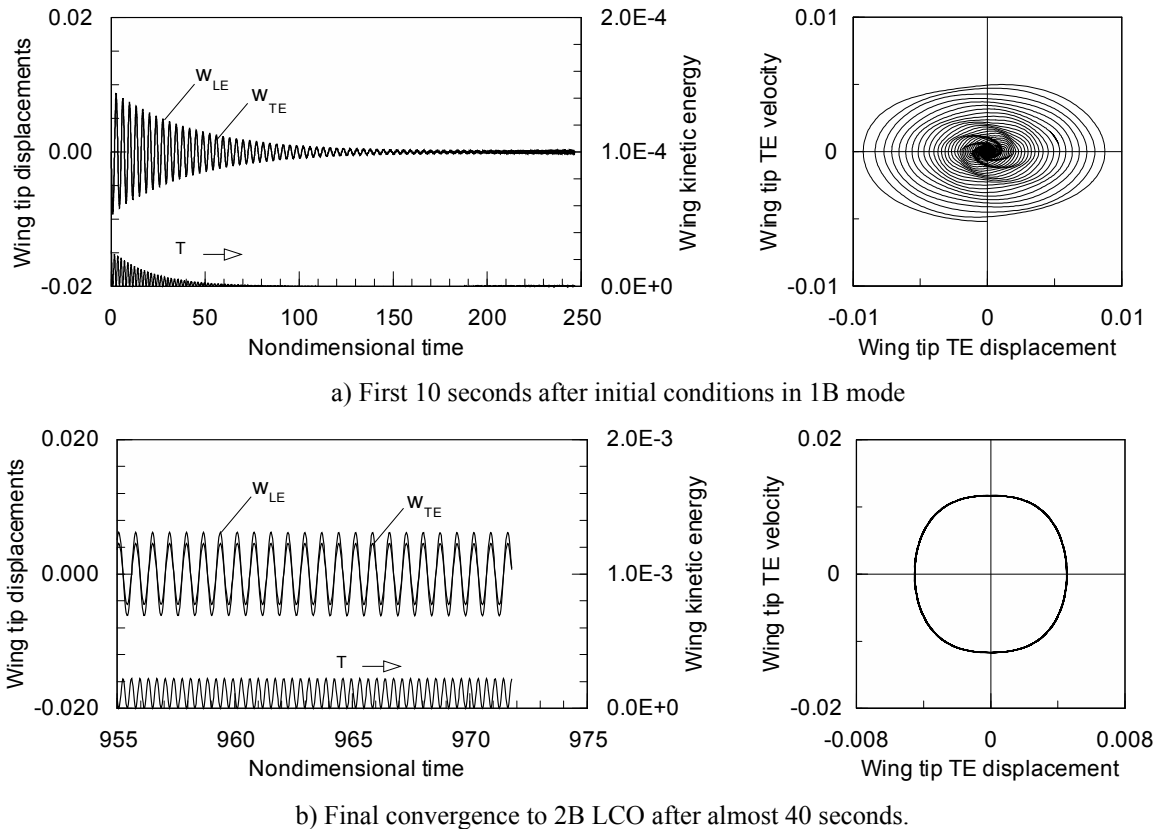 0.02
0.00
-0.02
Wing tip displacements
W LE
W TE
T
2.0E-4
1.0E-4
0.0E+0
Wing kinetic energy
0 50 100 150 200 250
Nondimensional time
0.01
0
-0.01
Wing tip TE velocity
-0.01 0 0.01
Wing tip TE displacement
a) First 10 seconds after initial conditions in 1B mode
0.020
0.000
-0.020
Wing tip displacements
W LE
W TE
T
2.0E-3
1.0E-3
0.0E+0
Wing kinetic energy
955 960 965 970 975
Nondimensional time
0.02
0
-0.02
Wing tip TE velocity
-0.008 0 0.008
Wing tip TE displacement
b) Final convergence to 2B LCO after almost 40 seconds.